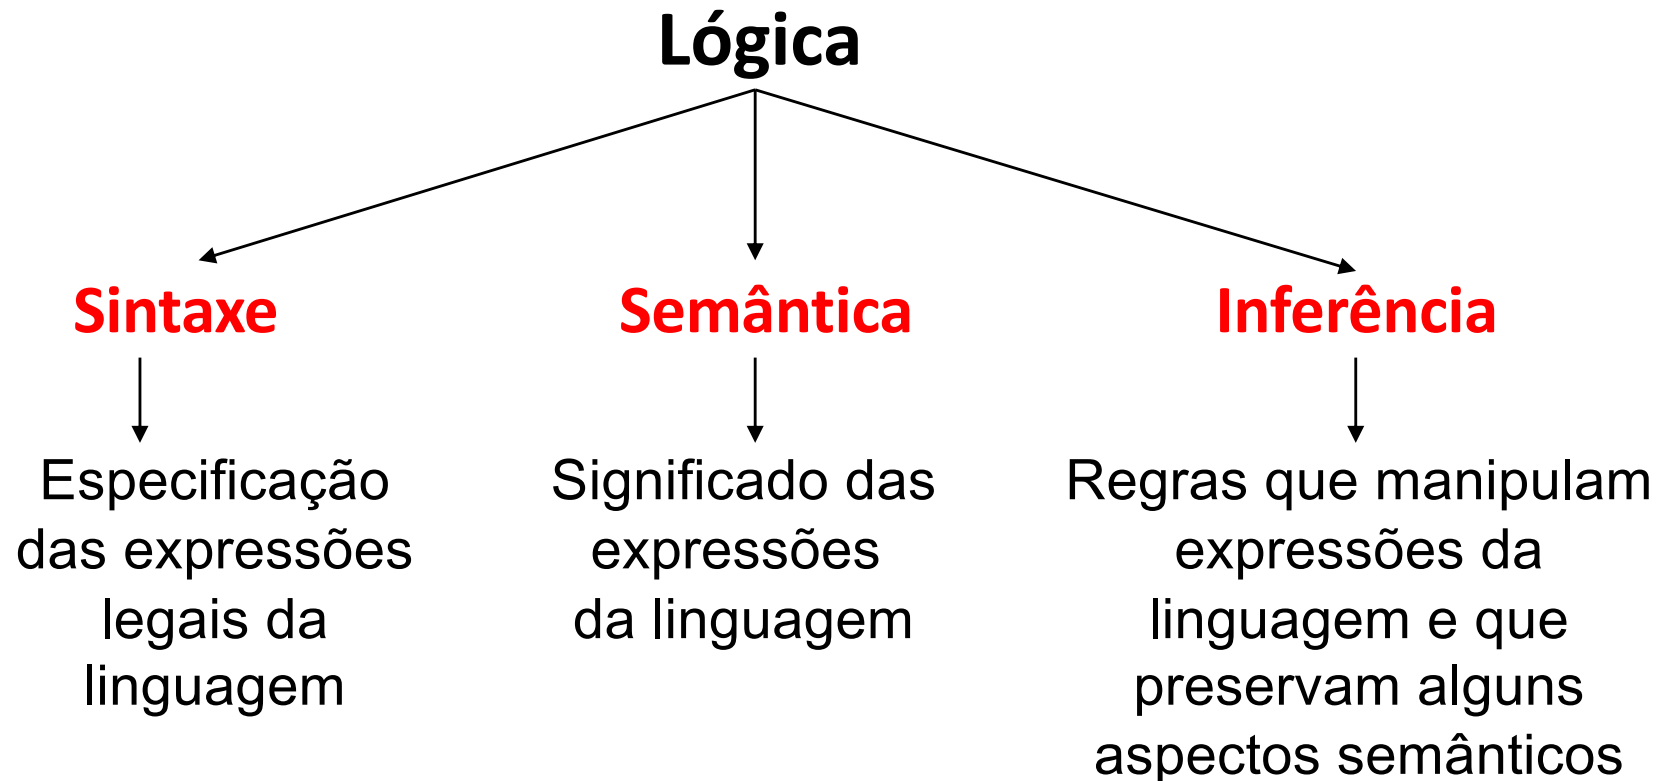 Lógica
Sintaxe
Semântica
Inferência
Especificação
das expressões
legais da
linguagem
Significado das
expressões
da linguagem
Regras que manipulam
expressões da
linguagem e que
preservam alguns
aspectos semânticos